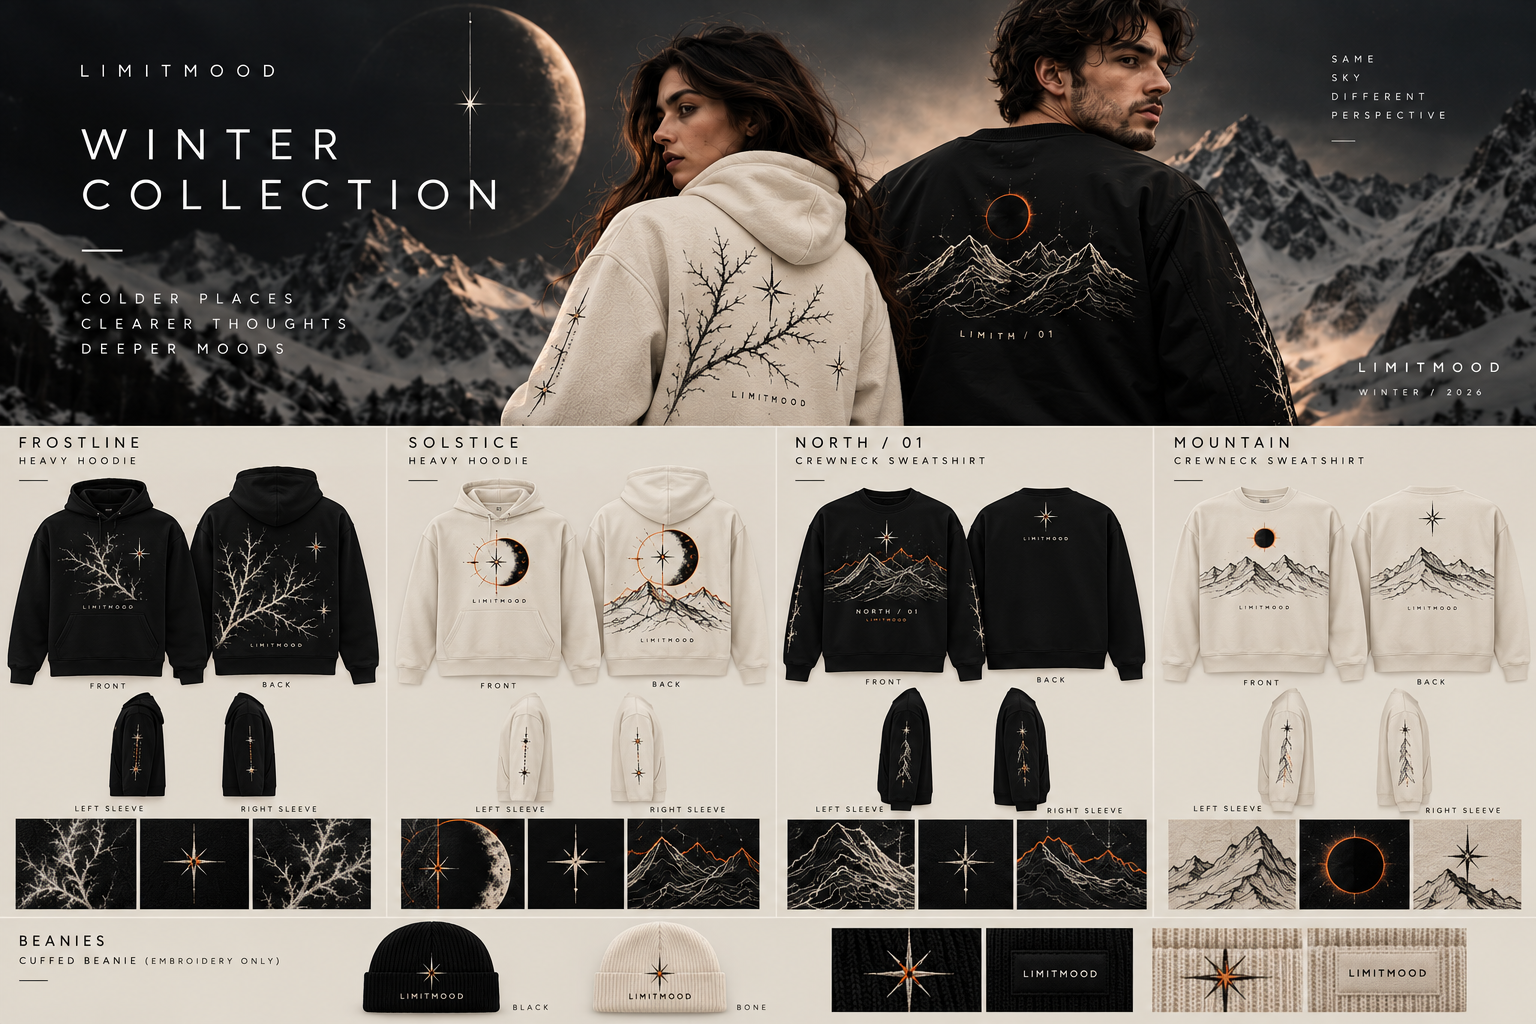 LIMITMOOD
WINTER
COLLECTION
COLDER PLACES
CLEARER THOUGHTS
DEEPER MOODS
SAME
SKY
DIFFERENT
PERSPECTIVE
LIMITMOOD
LIMITH / 01
LIMITMOOD
WINTER / 2026
FROSTLINE
HEAVY HOODIE
LIMITMOOD
LIMITMOOD
FRONT
BACK
LEFT SLEEVE
RIGHT SLEEVE
SOLSTICE
HEAVY HOODIE
LIMITMOOD
LIMITMOOD
FRONT
BACK
LEFT SLEEVE
RIGHT SLEEVE
NORTH / 01
CREWNECK SWEATSHIRT
LIMITMOOD
NORTH / 01
LIMITMOOD
FRONT
BACK
LEFT SLEEVE
RIGHT SLEEVE
MOUNTAIN
CREWNECK SWEATSHIRT
LIMITMOOD
LIMITMOOD
FRONT
BACK
LEFT SLEEVE
RIGHT SLEEVE
BEANIES
CUFFED BEANIE (EMBROIDERY ONLY)
LIMITMOOD
BLACK
LIMITMOOD
BONE
LIMITMOOD
LIMITMOOD